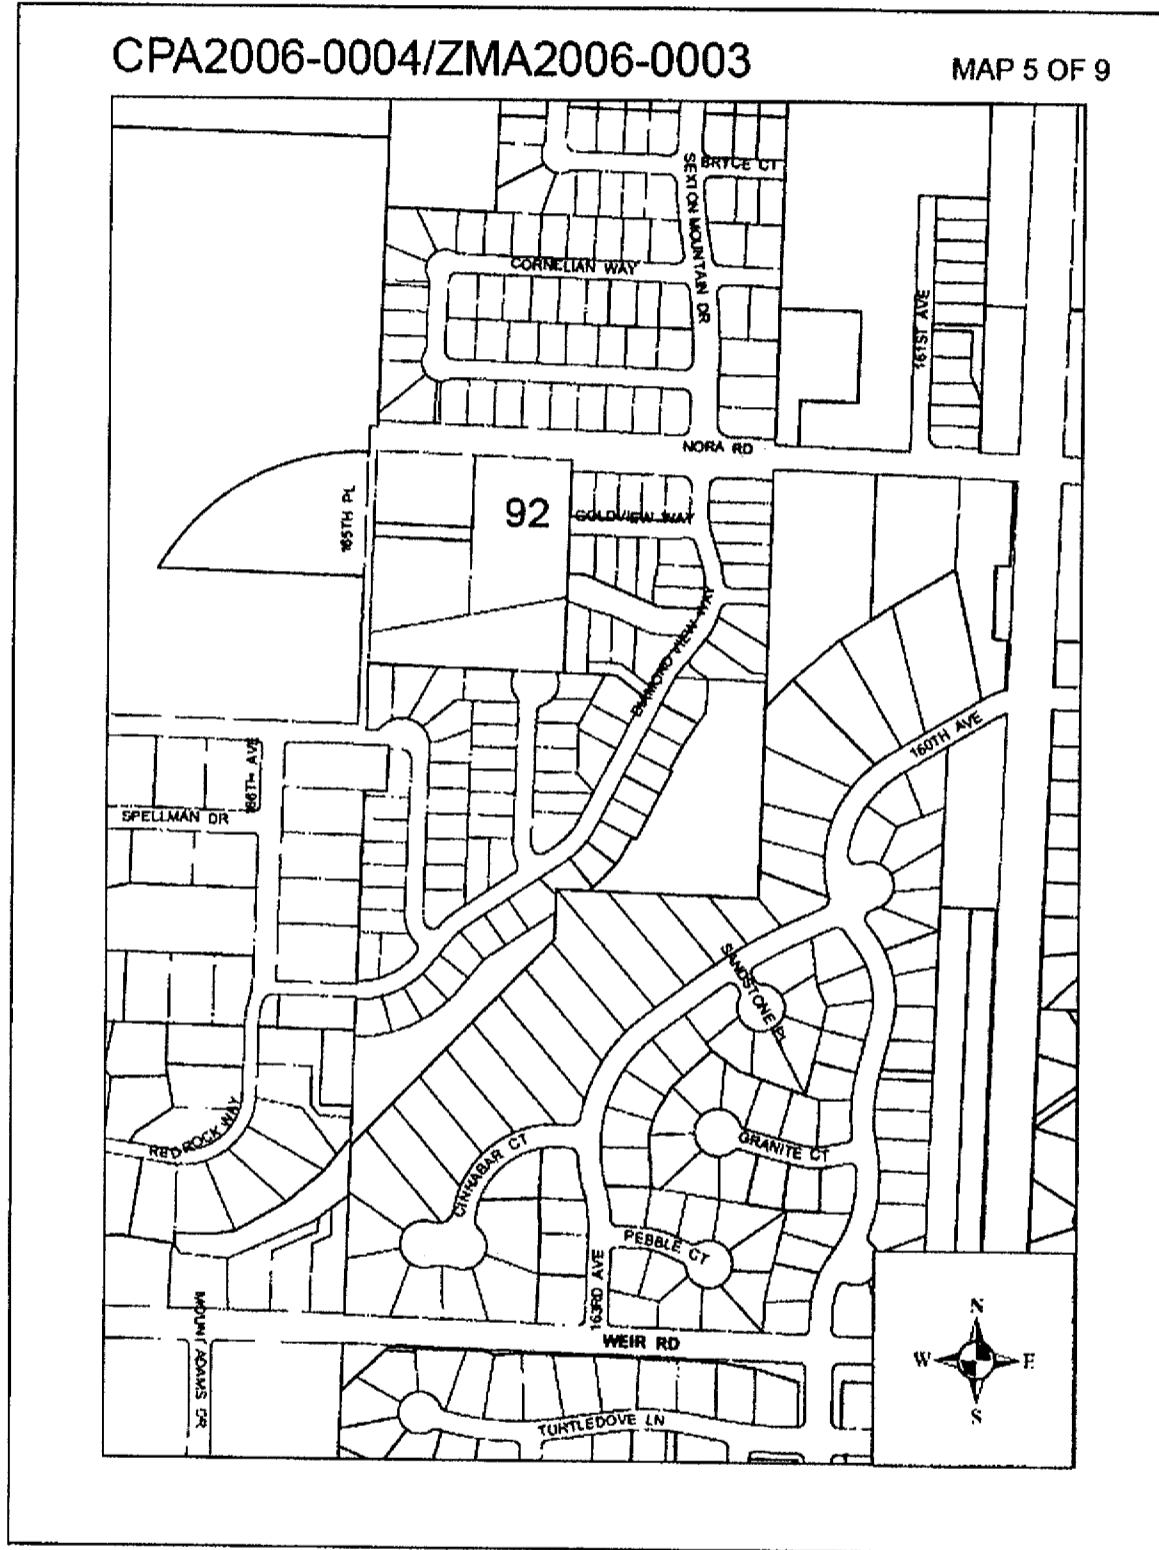 CPA2006-0004/ZMA2006-0003
MAP 5 OF 9
BRYCE CT
SEXTON MOUNTAIN DR
CORNELIAN WAY
161ST AVE
NORA RD
165TH PL
92
GOLDVIEW WAY
DIAMOND VIEW WAY
160TH AVE
166TH AVE
SPELLMAN DR
SANDSTONE PL
RED ROCK WAY
GRANITE CT
CINNABAR CT
PEBBLE CT
163RD AVE
MOUNT ADAMS DR
WEIR RD
TURTLEDOVE LN
N
W E
S